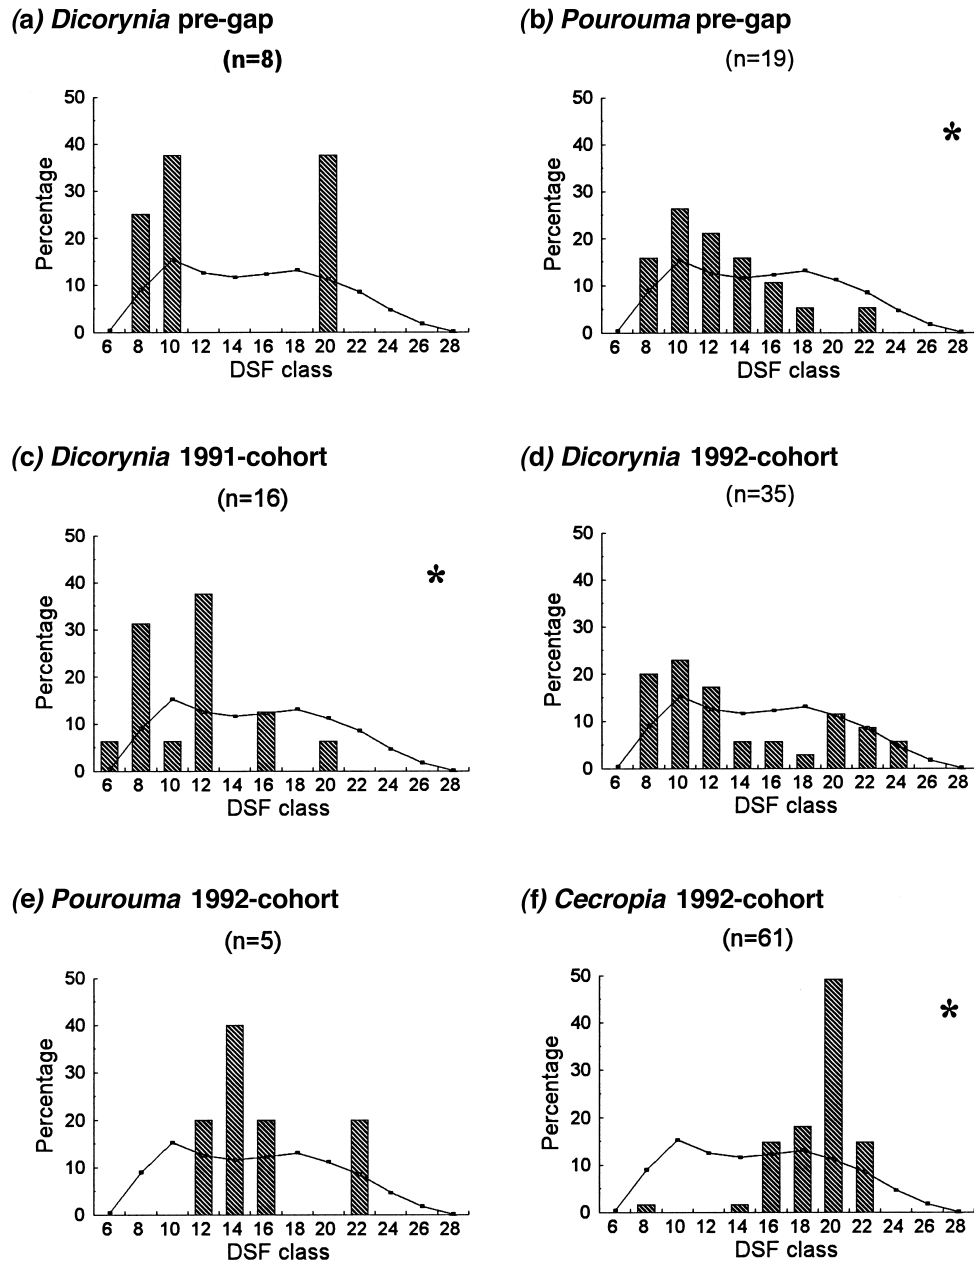 (a) Dicorynia pre-gap
(n=8)
50
40
30
20
10
0
Percentage
6 8 10 12 14 16 18 20 22 24 26 28
DSF class
(b) Pourouma pre-gap
(n=19)
*
50
40
30
20
10
0
Percentage
6 8 10 12 14 16 18 20 22 24 26 28
DSF class
(c) Dicorynia 1991-cohort
(n=16)
*
50
40
30
20
10
0
Percentage
6 8 10 12 14 16 18 20 22 24 26 28
DSF class
(d) Dicorynia 1992-cohort
(n=35)
50
40
30
20
10
0
Percentage
6 8 10 12 14 16 18 20 22 24 26 28
DSF class
(e) Pourouma 1992-cohort
(n=5)
50
40
30
20
10
0
Percentage
6 8 10 12 14 16 18 20 22 24 26 28
DSF class
(f) Cecropia 1992-cohort
(n=61)
*
50
40
30
20
10
0
Percentage
6 8 10 12 14 16 18 20 22 24 26 28
DSF class